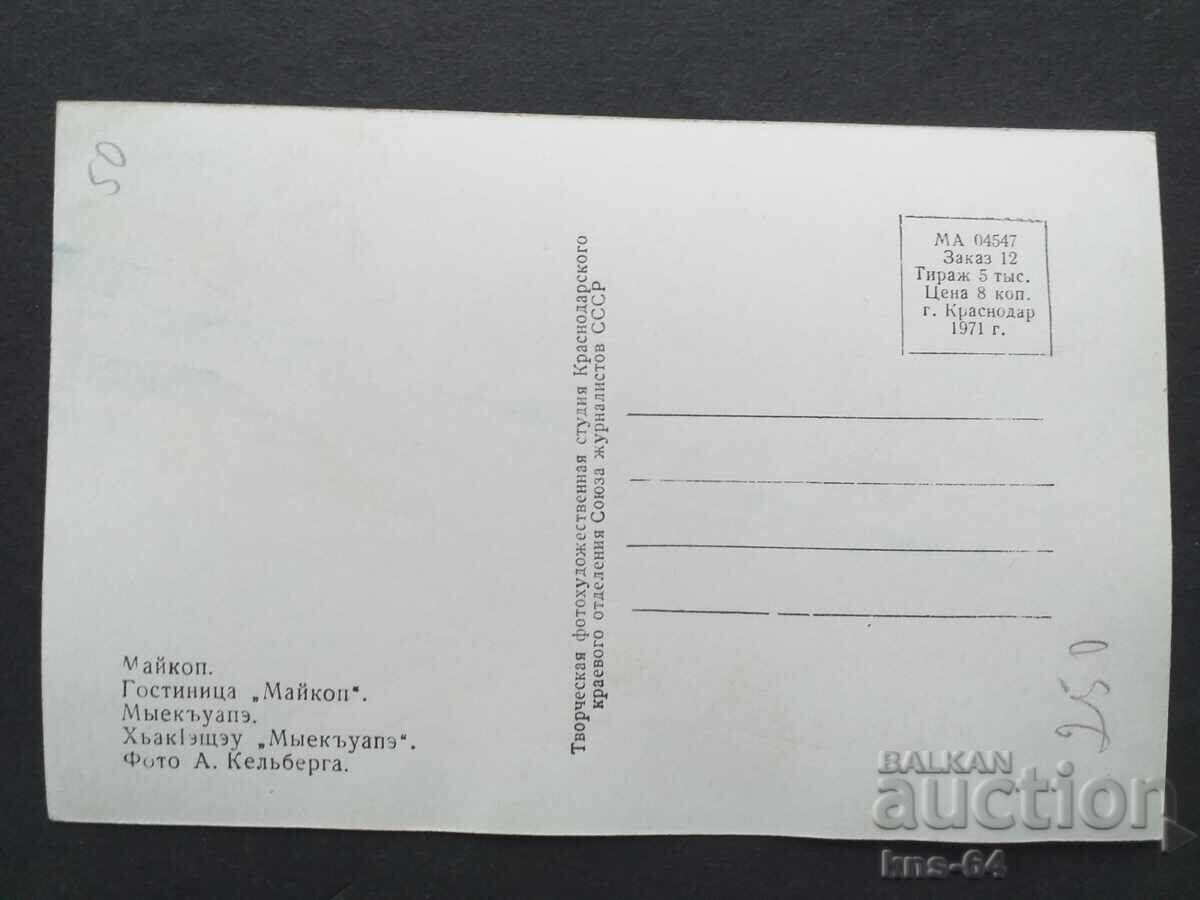 50
МА 04547
Заказ 12
Тираж 5 тыс.
Цена 8 коп.
г. Краснодар
1971 г.
Творческая фотохудожественная студия Краснодарского
краевого отделения Союза журналистов СССР
Майкоп.
Гостиница „Майкоп“.
Мыекъуапэ.
ХьакӀэщэу „Мыекъуапэ“.
Фото А. Кельберга.
250
BALKAN
auction
kns-64